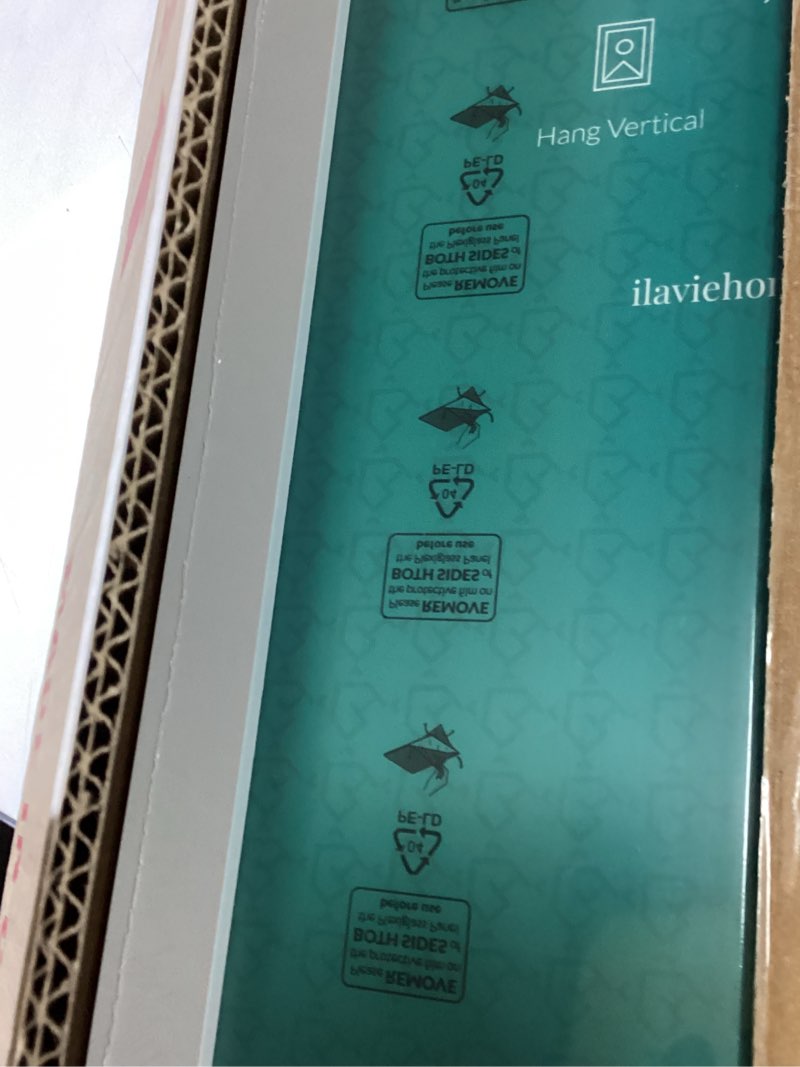 Hang Vertical
ilaviehor
PE-LD
04
Please REMOVE
the protective film on
BOTH SIDES of
the Plexiglass Panel
before use
PE-LD
04
Please REMOVE
the protective film on
BOTH SIDES of
the Plexiglass Panel
before use
PE-LD
04
Please REMOVE
the protective film on
BOTH SIDES of
the Plexiglass Panel
before use